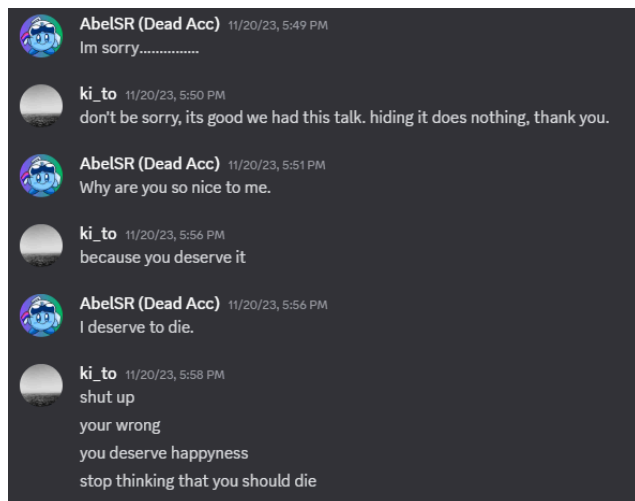 AbelSR (Dead Acc) 11/20/23, 5:49 PM
Im sorry...............
ki_to 11/20/23, 5:50 PM
don't be sorry, its good we had this talk. hiding it does nothing, thank you.
AbelSR (Dead Acc) 11/20/23, 5:51 PM
Why are you so nice to me.
ki_to 11/20/23, 5:56 PM
because you deserve it
AbelSR (Dead Acc) 11/20/23, 5:56 PM
I deserve to die.
ki_to 11/20/23, 5:58 PM
shut up
your wrong
you deserve happyness
stop thinking that you should die